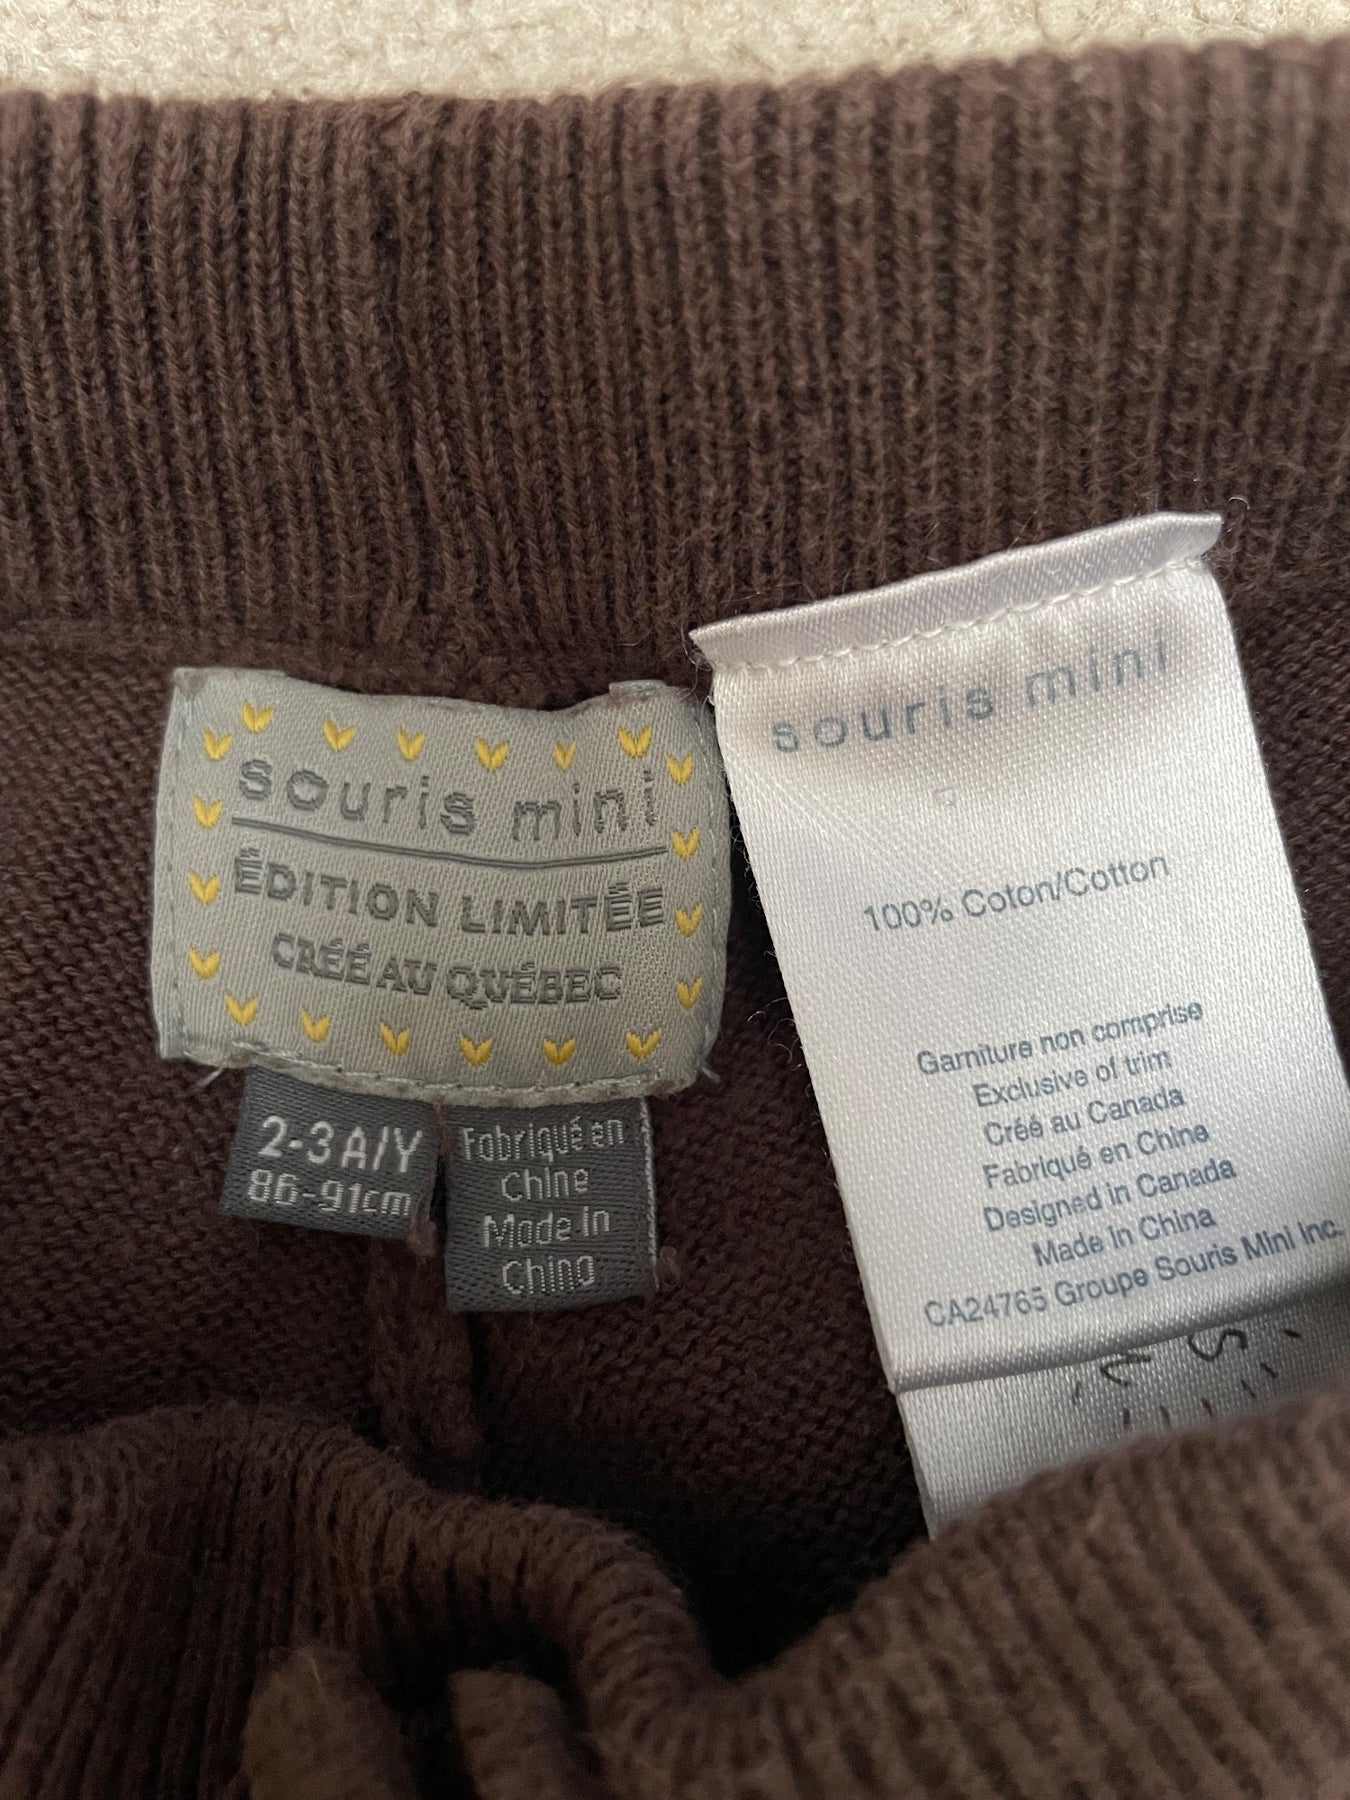 souris mini
ÉDITION LIMITÉE
CRÉÉ AU QUÉBEC
2-3 A/Y
86-91cm
Fabriqué en
Chine
Made in
China
souris mini
100% Coton/Cotton
Garniture non comprise
Exclusive of trim
Créé au Canada
Fabriqué en Chine
Designed in Canada
Made In China
CA24765 Groupe Souris Mini Inc.